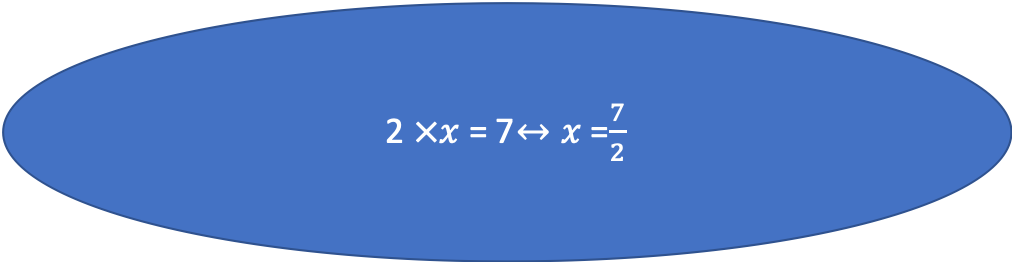 2 ×x = 7↔ x =7/2